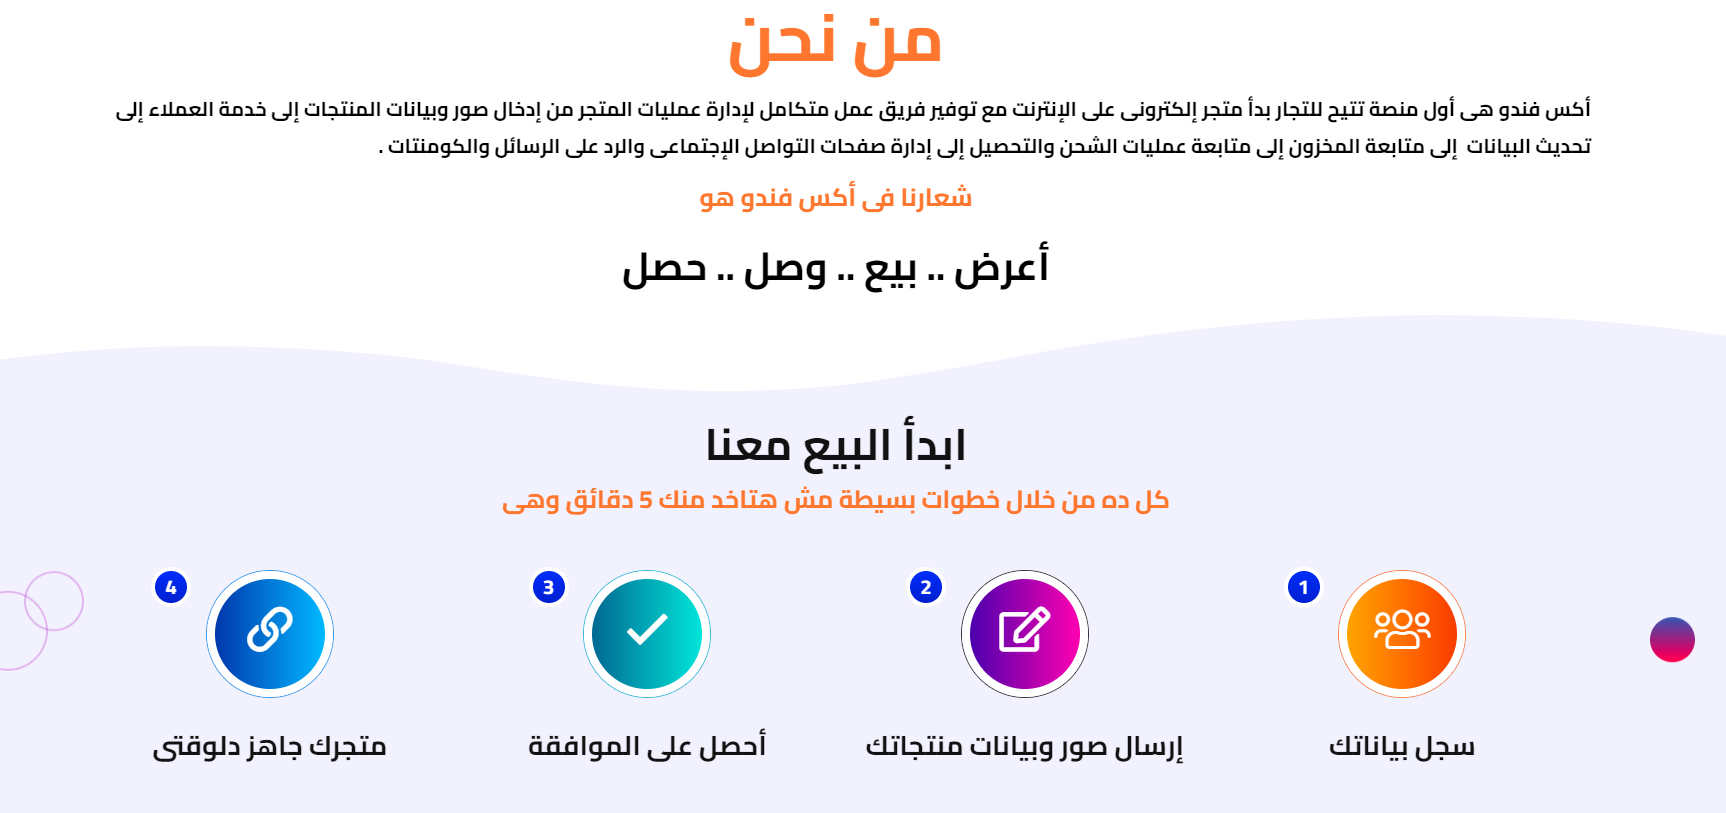 من نحن
أكس فندو هى أول منصة تتيح للتجار بدأ متجر إلكترونى على الإنترنت مع توفير فريق عمل متكامل لإدارة عمليات المتجر من إدخال صور وبيانات المنتجات إلى خدمة العملاء إلى
تحديث البيانات إلى متابعة المخزون إلى متابعة عمليات الشحن والتحصيل إلى إدارة صفحات التواصل الإجتماعى والرد على الرسائل والكومنتات .
شعارنا فى أكس فندو هو
أعرض .. بيع .. وصل .. حصل
ابدأ البيع معنا
كل ده من خلال خطوات بسيطة مش هتاخد منك 5 دقائق وهى
1
سجل بياناتك
2
إرسال صور وبيانات منتجاتك
3
أحصل على الموافقة
4
متجرك جاهز دلوقتى